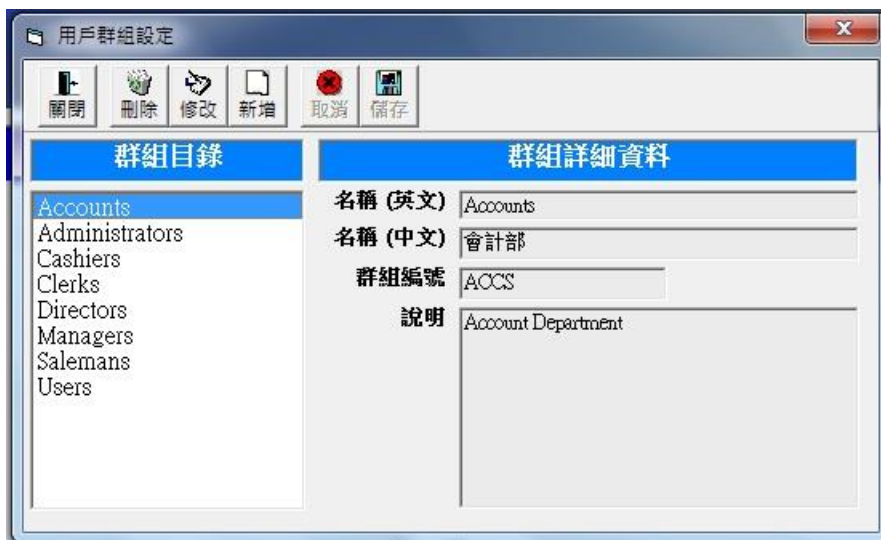 用戶群組設定
關閉 刪除 修改 新增 取消 儲存
群組目錄
Accounts
Administrators
Cashiers
Clerks
Directors
Managers
Salemans
Users
群組詳細資料
名稱 (英文) Accounts
名稱 (中文) 會計部
群組編號 ACCS
說明 Account Department